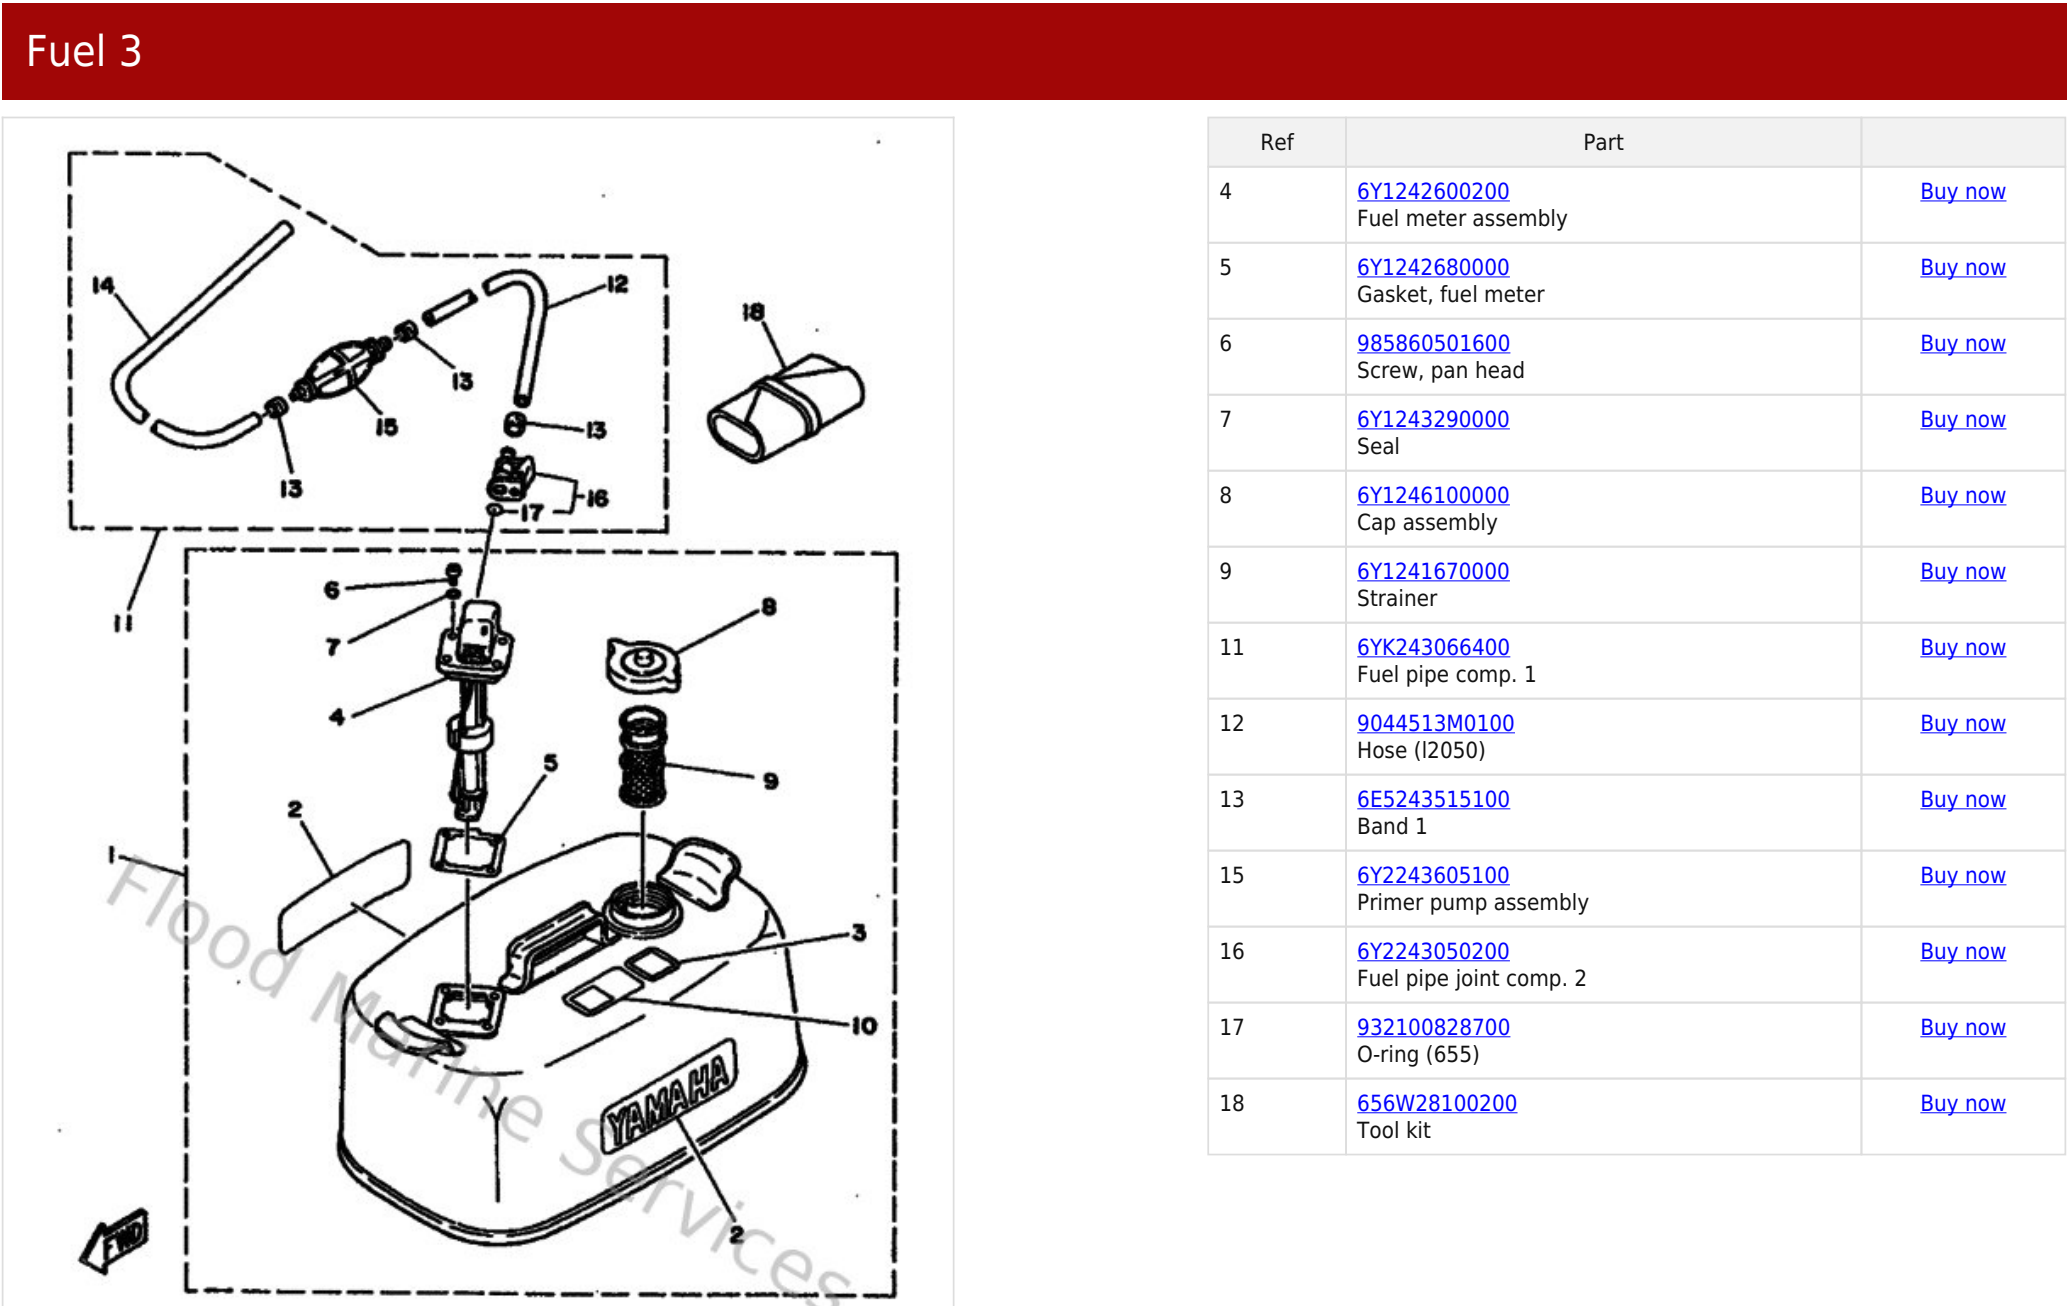 Fuel 3
14
12
18
13
15
13
13
16
17
11
6
7
8
4
5
9
2
1
3
10
YAMAHA
2
FWD
Flood Marine Services
Ref Part
4 6Y1242600200 Buy now
Fuel meter assembly
5 6Y1242680000 Buy now
Gasket, fuel meter
6 985860501600 Buy now
Screw, pan head
7 6Y1243290000 Buy now
Seal
8 6Y1246100000 Buy now
Cap assembly
9 6Y1241670000 Buy now
Strainer
11 6YK243066400 Buy now
Fuel pipe comp. 1
12 9044513M0100 Buy now
Hose (l2050)
13 6E5243515100 Buy now
Band 1
15 6Y2243605100 Buy now
Primer pump assembly
16 6Y2243050200 Buy now
Fuel pipe joint comp. 2
17 932100828700 Buy now
O-ring (655)
18 656W28100200 Buy now
Tool kit